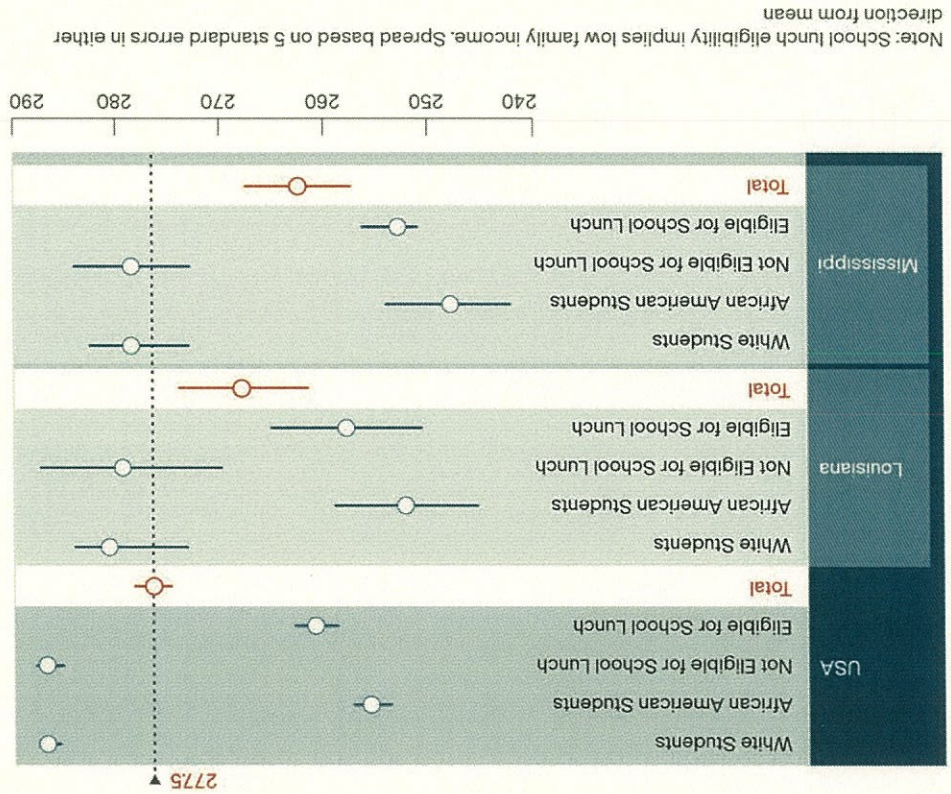 277.5
USA
White Students
African American Students
Not Eligible for School Lunch
Eligible for School Lunch
Total
Louisiana
White Students
African American Students
Not Eligible for School Lunch
Eligible for School Lunch
Total
Mississippi
White Students
African American Students
Not Eligible for School Lunch
Eligible for School Lunch
Total
240 250 260 270 280 290
Note: School lunch eligibility implies low family income. Spread based on 5 standard errors in either
direction from mean